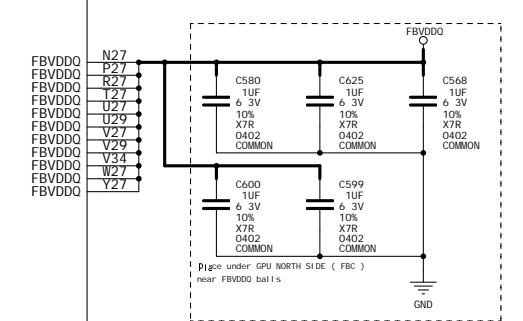 FBVDDQ
FBVDDQ N27
FBVDDQ P27
FBVDDQ R27
FBVDDQ T27
FBVDDQ U27
FBVDDQ U29
FBVDDQ V27
FBVDDQ V29
FBVDDQ V34
FBVDDQ W27
FBVDDQ Y27
C580
1UF
6 3V
10%
X7R
0402
COMMON
C625
1UF
6 3V
10%
X7R
0402
COMMON
C568
1UF
6 3V
10%
X7R
0402
COMMON
C600
1UF
6 3V
10%
X7R
0402
COMMON
C599
1UF
6 3V
10%
X7R
0402
COMMON
Place under GPU NORTH SIDE ( FBC )
near FBVDDQ balls
GND